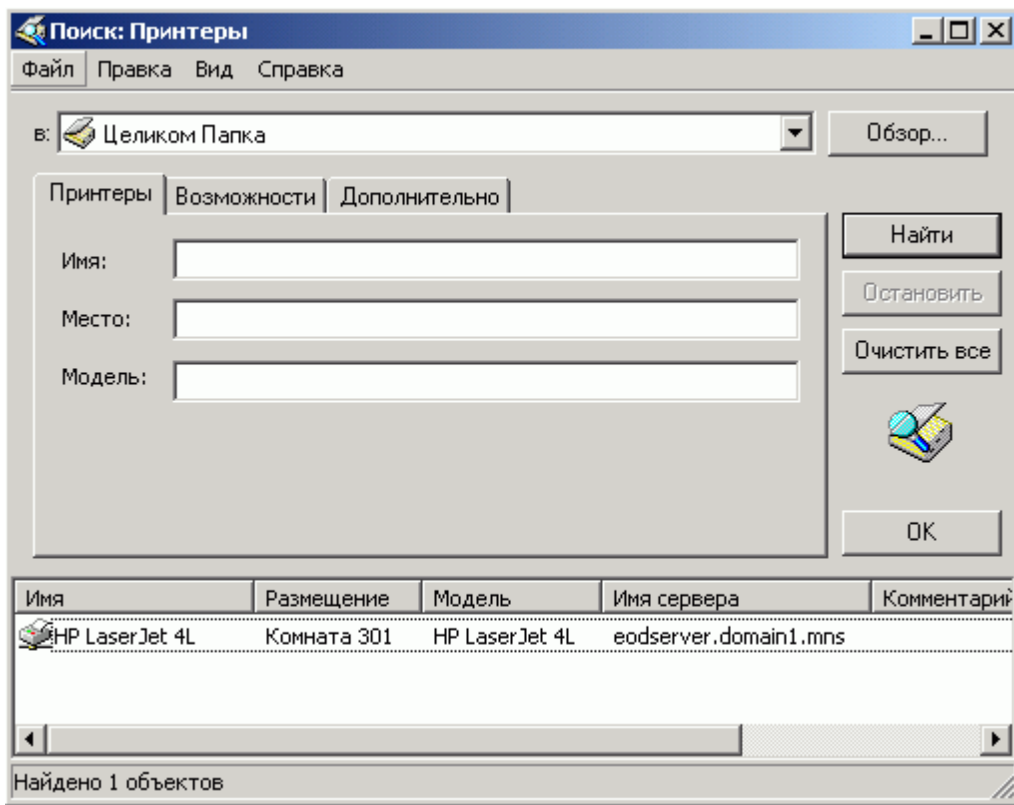 Поиск: Принтеры
Файл Правка Вид Справка
в: Целиком Папка Обзор...
Принтеры Возможности Дополнительно
Имя:
Место:
Модель:
Найти
Остановить
Очистить все
OK
Имя Размещение Модель Имя сервера Комментарий
HP LaserJet 4L Комната 301 HP LaserJet 4L eodserver.domain1.mns
Найдено 1 объектов